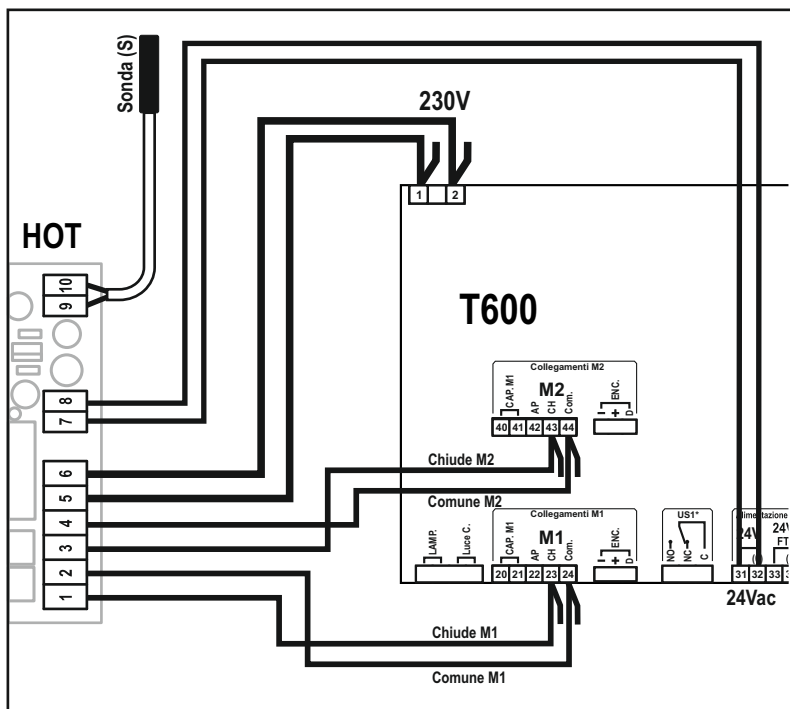 Sonda (S)
230V
1 2
HOT
10
9
T600
Collegamenti M2
M2
CAP. M1 AP CH Com. ENC.
- + D
40 41 42 43 44
8
7
Chiude M2
Comune M2
6
5
4
3
2
1
Collegamenti M1
M1
LAMP. Luce C. CAP. M1 AP CH Com. ENC.
- + D
20 21 22 23 24
US1*
NO NC C
Alimentazione
24V 24V
FT
31 32 33
24Vac
Chiude M1
Comune M1